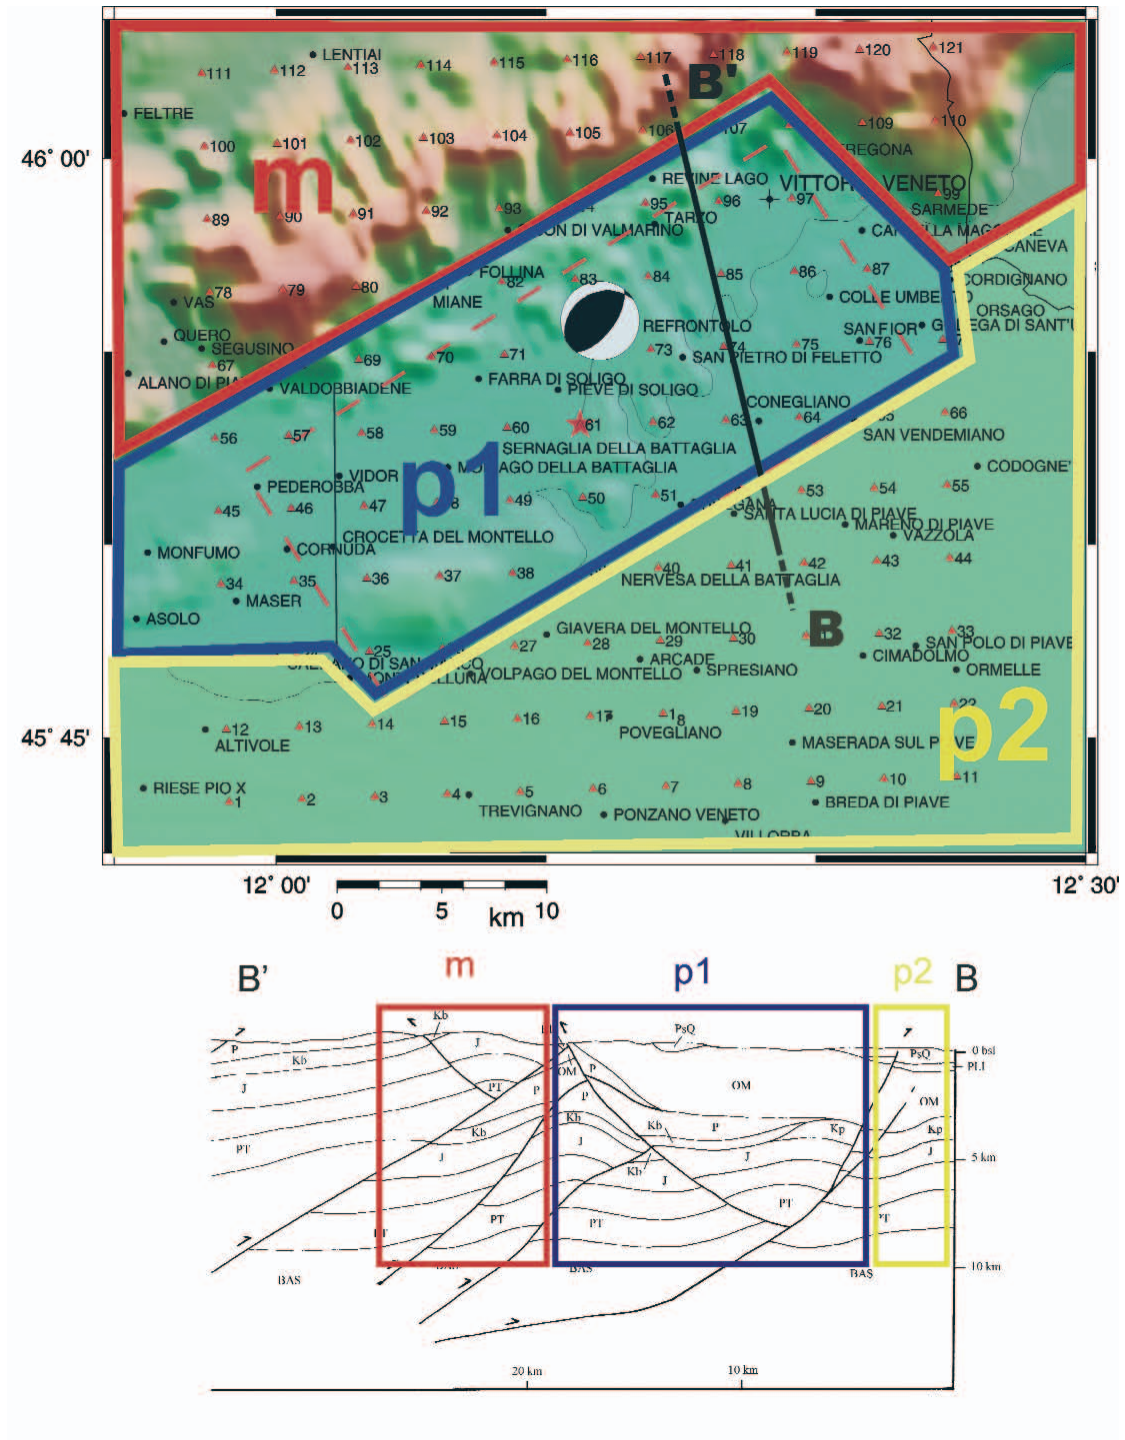 LENTIAI
111 112 113 114 115 116 117 118 119 120 121
B'
FELTRE
46° 00'
100 101 102 103 104 105 106 107 109 110
m
REVINE LAGO
VENETO
89 90 91 92 93 95 96 97 99
SARMEDE
TARZO
CANEVA
FOLLINA
78 79 80 82 83 84 85 86 87
CORDIGNANO
VAS
MIANE
COLLE UMBERTO
ORSAGO
QUERO
REFRONTOLO
SAN FIOR
SEGUSINO
67 69 70 71 73 74 75 76
SAN PIETRO DI FELETTO
VALDOBBIADENE
FARRA DI SOLIGO
PIEVE DI SOLIGO
CONEGLIANO
56 57 58 59 60 61 62 63 64 66
SAN VENDEMIANO
SERNAGLIA DELLA BATTAGLIA
MORIAGO DELLA BATTAGLIA
CODOGNE'
VIDOR
p1
PEDEROBBA
45 46 47 49 50 51 53 54 55
SANTA LUCIA DI PIAVE
MARENO DI PIAVE
VAZZOLA
CROCETTA DEL MONTELLO
MONFUMO
CORNUDA
34 35 36 37 38 40 41 42 43 44
NERVESA DELLA BATTAGLIA
MASER
ASOLO
B
GIAVERA DEL MONTELLO
25 27 28 29 30 32 33
SAN POLO DI PIAVE
ARCADE
CIMADOLMO
VOLPAGO DEL MONTELLO
SPRESIANO
ORMELLE
p2
12 13 14 15 16 17 18 19 20 21 22
ALTIVOLE
POVEGLIANO
MASERADA SUL PIAVE
45° 45'
RIESE PIO X
1 2 3 4 5 6 7 8 9 10 11
TREVIGNANO
PONZANO VENETO
BREDA DI PIAVE
VILLORBA
12° 00' 12° 30'
0 5 km 10
B' m p1 p2 B
Kb PsQ
P Kb J PsQ 0 bsl
PLI
OM P
J PT P P OM OM
Kb Kb Kb P Kp Kp
PT J J Kb J J J 5 km
PT PT PT
BAS BAS BAS 10 km
20 km 10 km